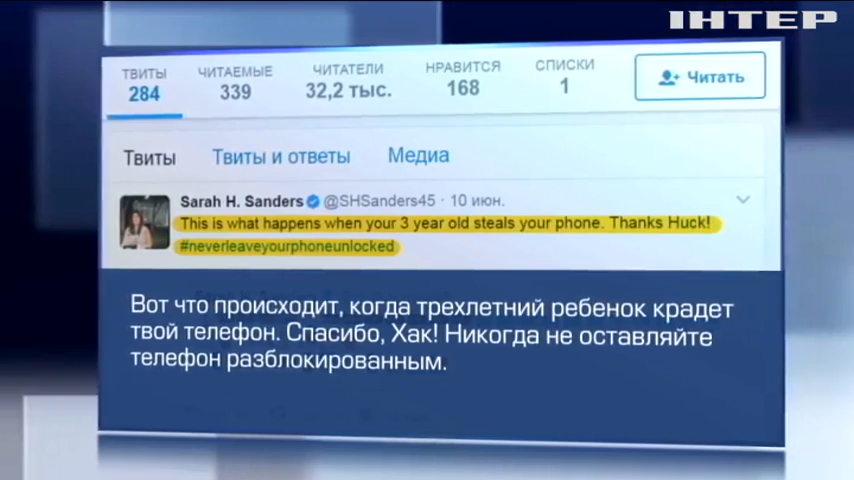 ІНТЕР
ТВИТЫ ЧИТАЕМЫЕ ЧИТАТЕЛИ НРАВИТСЯ СПИСКИ
284 339 32,2 тыс. 168 1 Читать
Твиты Твиты и ответы Медиа
Sarah H. Sanders @SHSanders45 · 10 июн.
This is what happens when your 3 year old steals your phone. Thanks Huck!
#neverleaveyourphoneunlocked
Вот что происходит, когда трехлетний ребенок крадет
твой телефон. Спасибо, Хак! Никогда не оставляйте
телефон разблокированным.